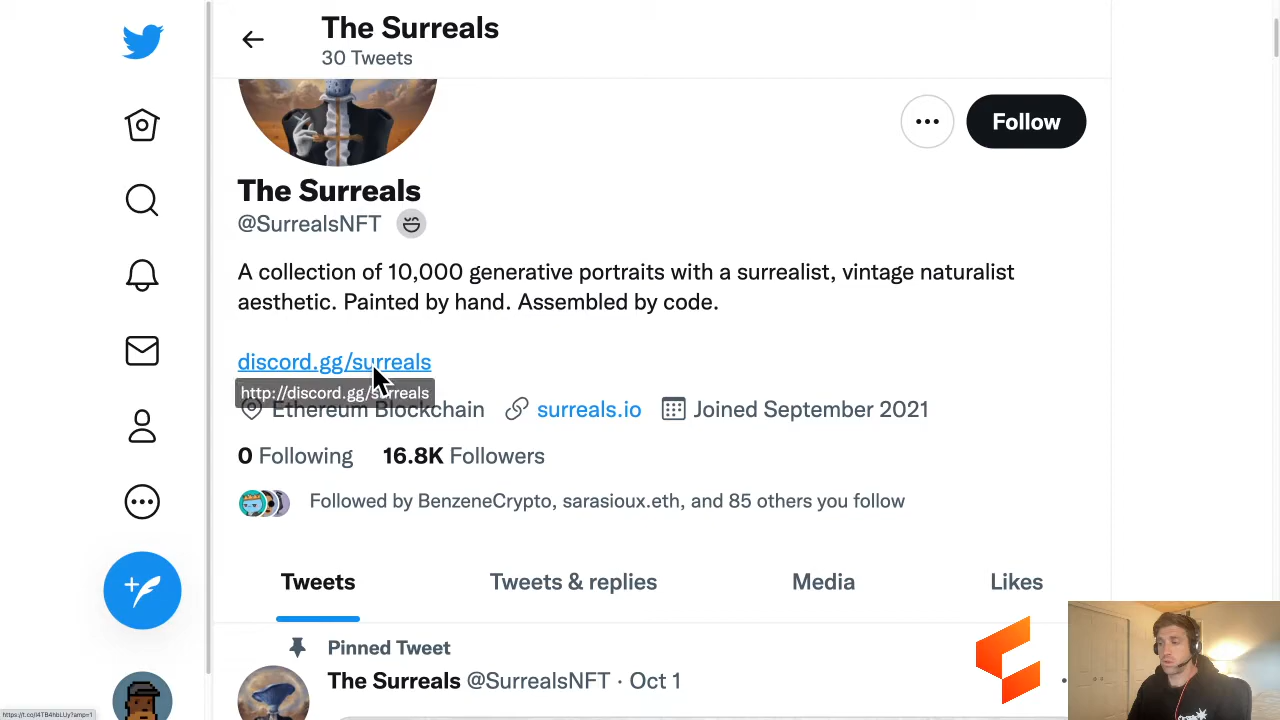 The Surreals
30 Tweets
Follow
The Surreals
@SurrealsNFT
A collection of 10,000 generative portraits with a surrealist, vintage naturalist
aesthetic. Painted by hand. Assembled by code.
discord.gg/surreals
http://discord.gg/surreals
Ethereum Blockchain surreals.io Joined September 2021
0 Following 16.8K Followers
Followed by BenzeneCrypto, sarasioux.eth, and 85 others you follow
Tweets Tweets & replies Media Likes
Pinned Tweet
The Surreals @SurrealsNFT · Oct 1